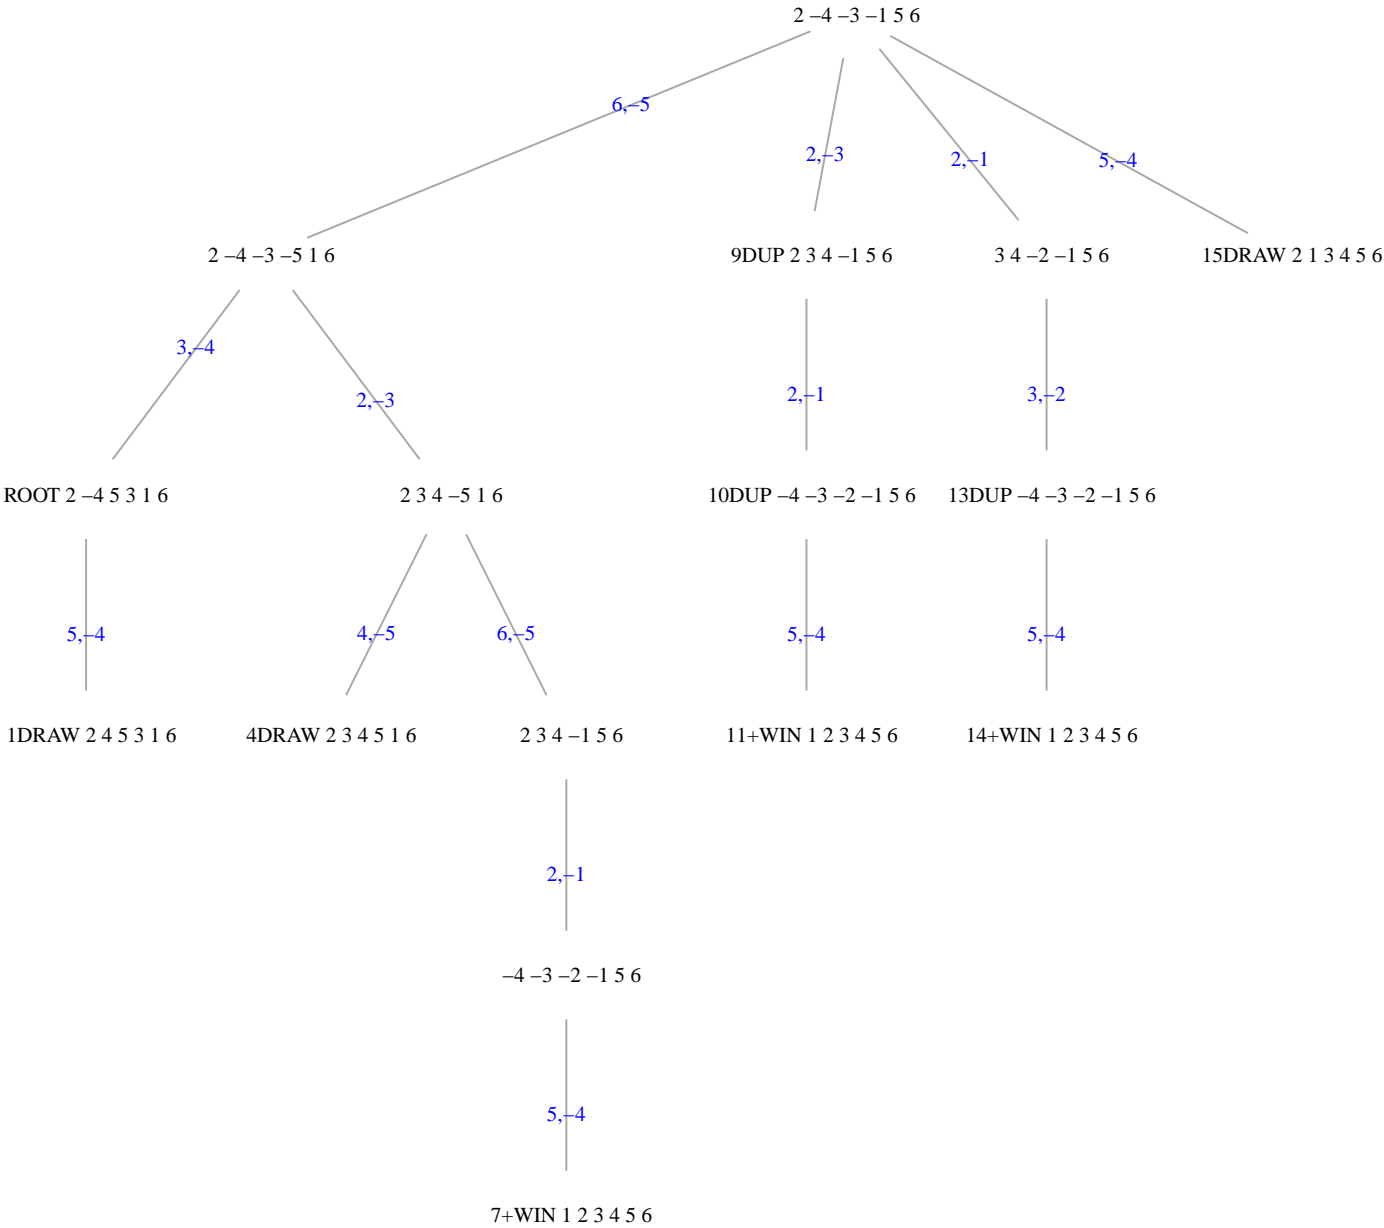 2 –4 –3 –1 5 6
6,–5
2,–3
2,–1
5,–4
2 –4 –3 –5 1 6
9DUP 2 3 4 –1 5 6
3 4 –2 –1 5 6
15DRAW 2 1 3 4 5 6
3,–4
2,–3
2,–1
3,–2
ROOT 2 –4 5 3 1 6
2 3 4 –5 1 6
10DUP –4 –3 –2 –1 5 6
13DUP –4 –3 –2 –1 5 6
5,–4
4,–5
6,–5
5,–4
5,–4
1DRAW 2 4 5 3 1 6
4DRAW 2 3 4 5 1 6
2 3 4 –1 5 6
11+WIN 1 2 3 4 5 6
14+WIN 1 2 3 4 5 6
2,–1
–4 –3 –2 –1 5 6
5,–4
7+WIN 1 2 3 4 5 6